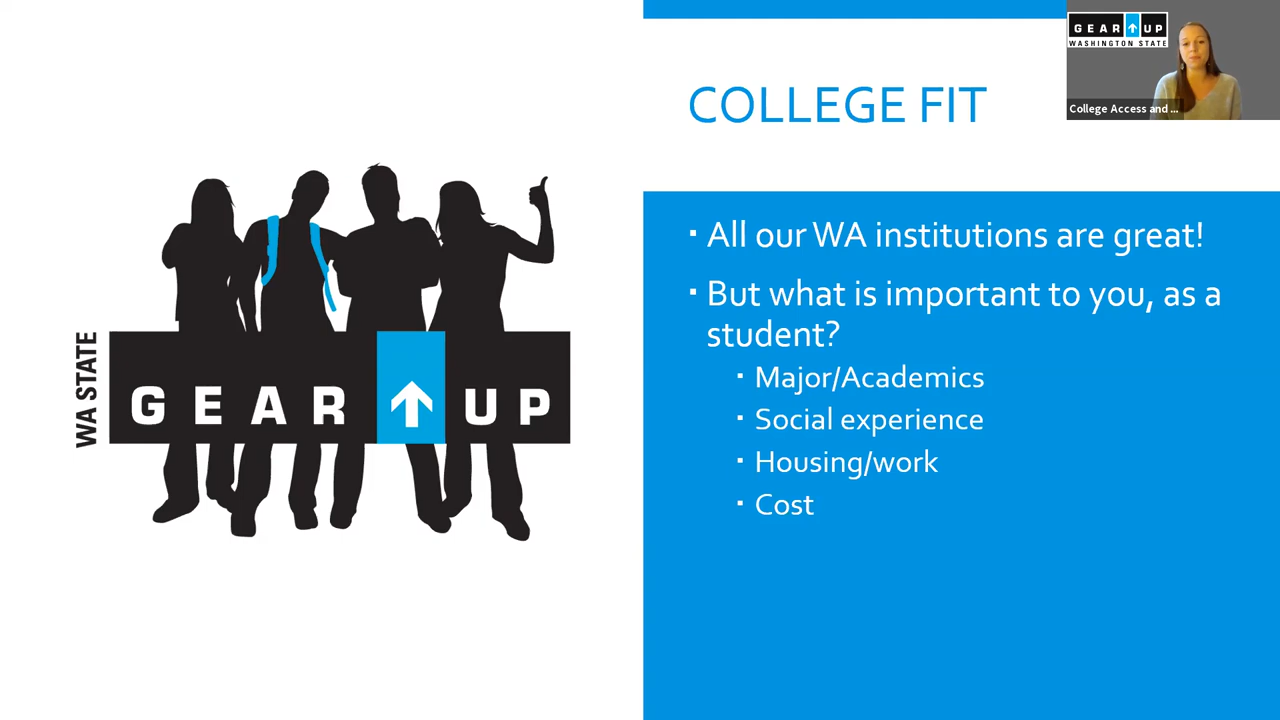 WA STATE
GEAR UP
COLLEGE FIT
▪ All our WA institutions are great!
▪ But what is important to you, as a
student?
▪ Major/Academics
▪ Social experience
▪ Housing/work
▪ Cost
GEAR UP
WASHINGTON STATE
College Access and ...